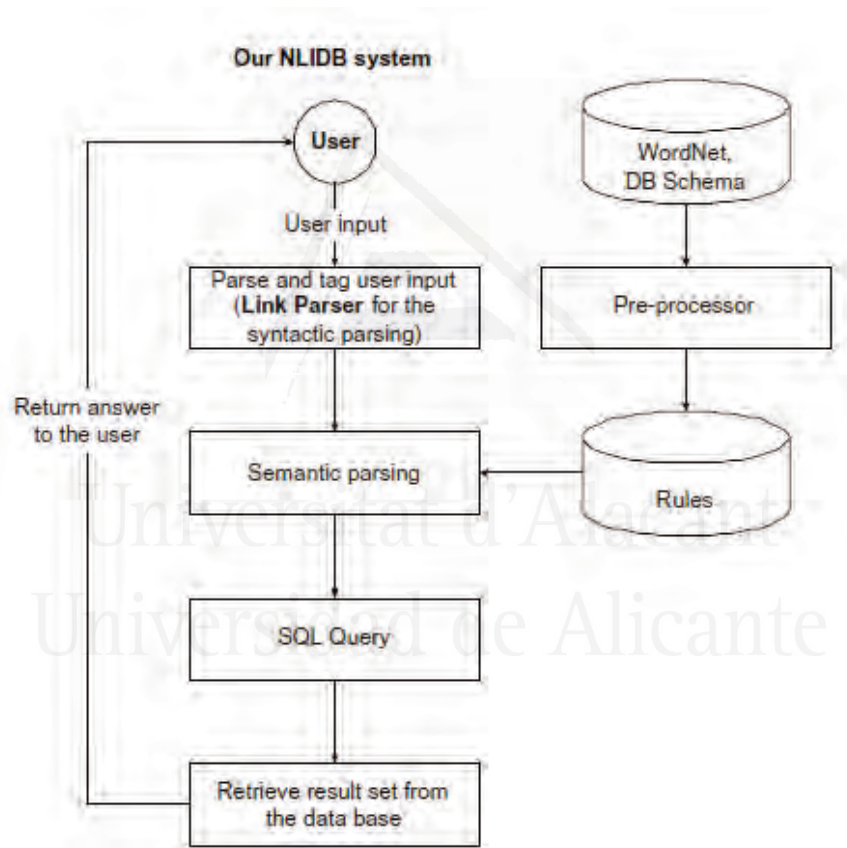 Our NLIDB system
User
WordNet,
DB Schema
User input
Parse and tag user input
(Link Parser for the
syntactic parsing)
Pre-processor
Return answer
to the user
Semantic parsing
Rules
Universitat d'Alacant
Universidad de Alicante
SQL Query
Retrieve result set from
the data base